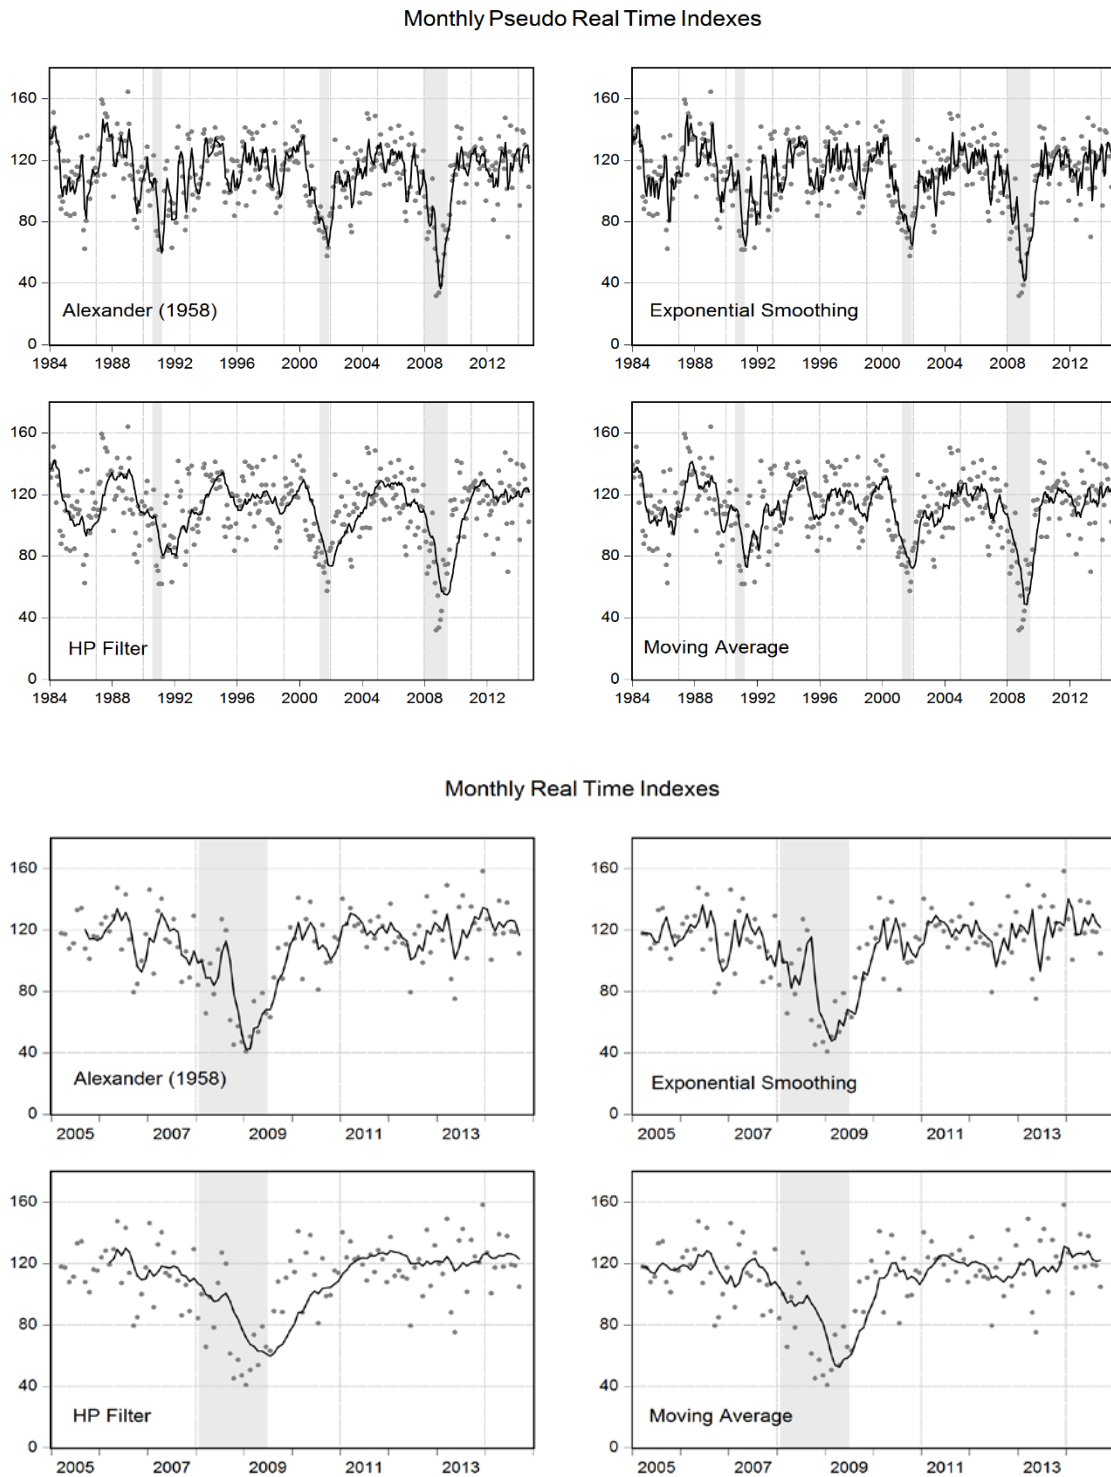 Monthly Pseudo Real Time Indexes
160
120
80
40
0
Alexander (1958)
1984 1988 1992 1996 2000 2004 2008 2012
160
120
80
40
0
Exponential Smoothing
1984 1988 1992 1996 2000 2004 2008 2012
160
120
80
40
0
HP Filter
1984 1988 1992 1996 2000 2004 2008 2012
160
120
80
40
0
Moving Average
1984 1988 1992 1996 2000 2004 2008 2012
Monthly Real Time Indexes
160
120
80
40
0
Alexander (1958)
2005 2007 2009 2011 2013
160
120
80
40
0
Exponential Smoothing
2005 2007 2009 2011 2013
160
120
80
40
0
HP Filter
2005 2007 2009 2011 2013
160
120
80
40
0
Moving Average
2005 2007 2009 2011 2013